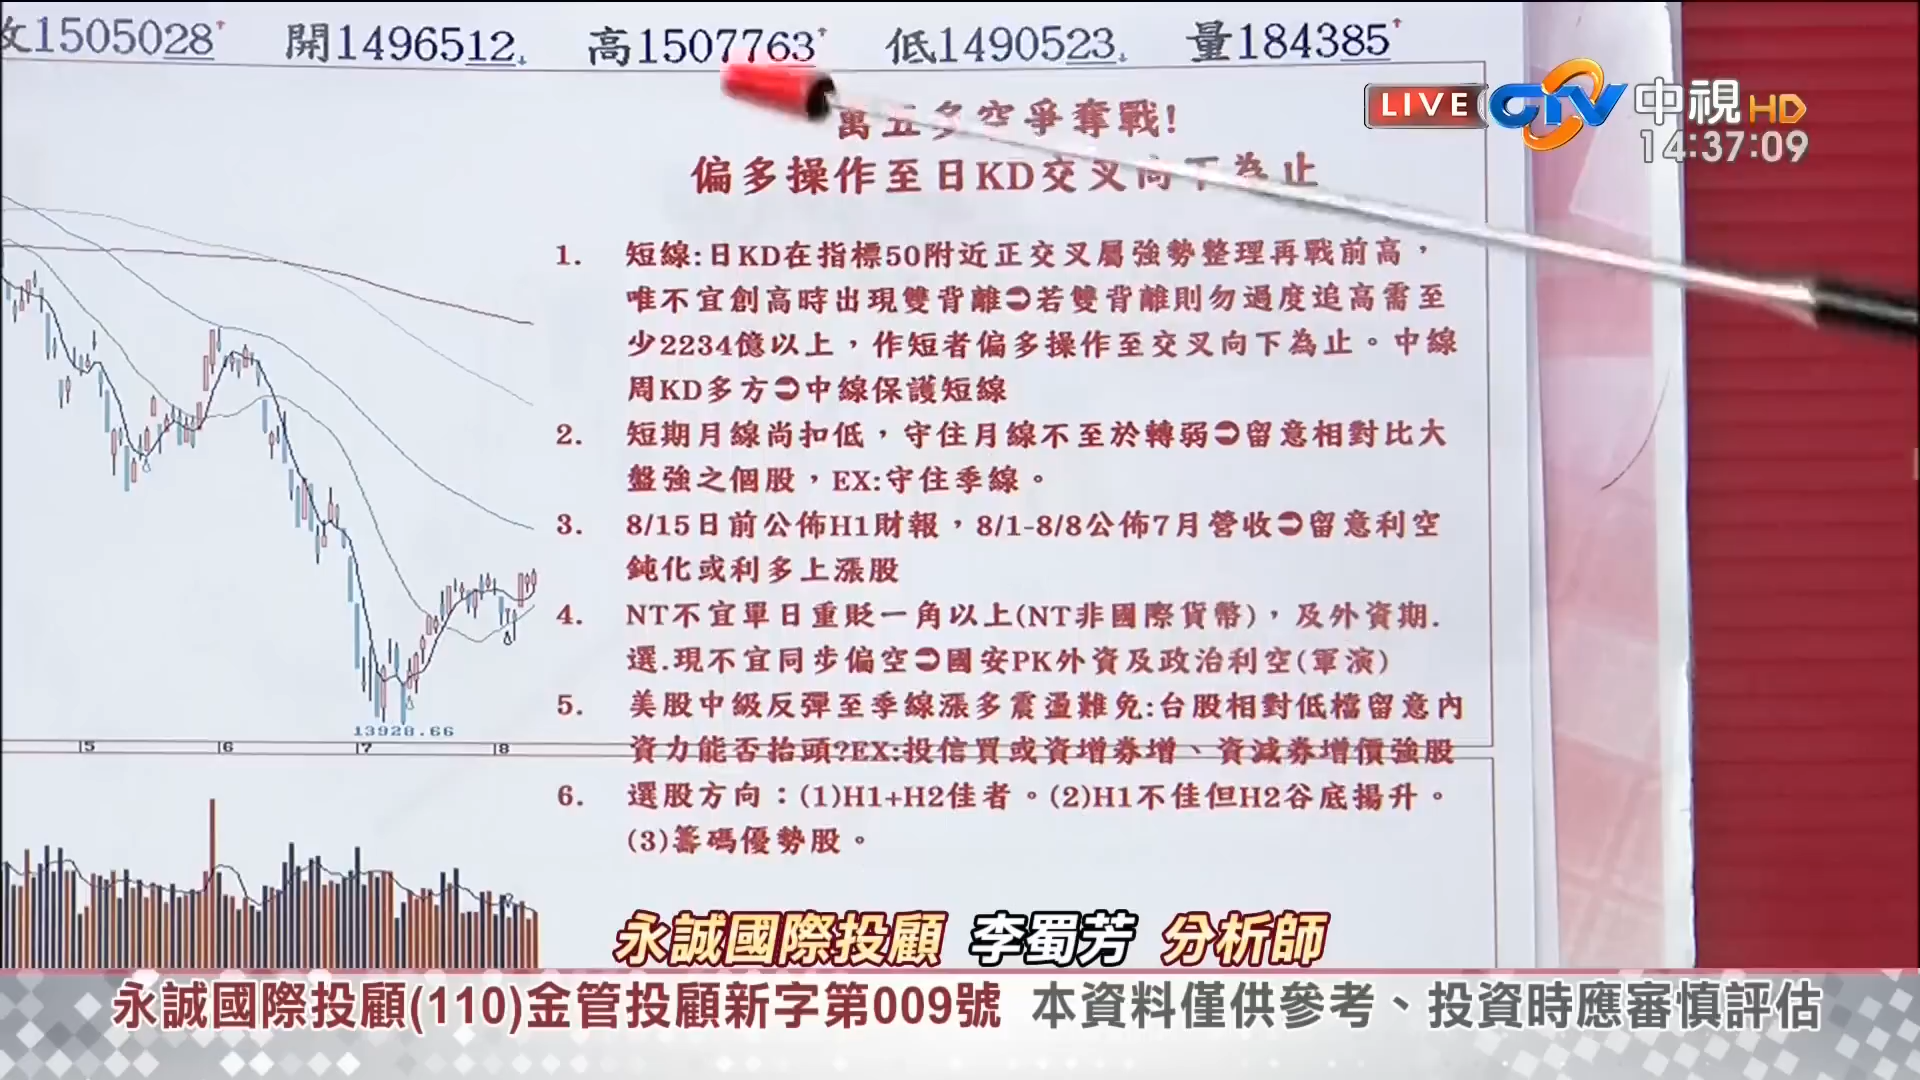 收1505028 開1496512 高1507763 低1490523 量184385
LIVE CTV 中視HD
14:37:09
萬五多空爭奪戰!
偏多操作至日KD交叉向下為止
1. 短線:日KD在指標50附近正交叉屬強勢整理再戰前高，
唯不宜創高時出現雙背離➲若雙背離則勿過度追高需至
少2234億以上，作短者偏多操作至交叉向下為止。中線
周KD多方➲中線保護短線
2. 短期月線尚扣低，守住月線不至於轉弱➲留意相對比大
盤強之個股，EX:守住季線。
3. 8/15日前公佈H1財報，8/1-8/8公佈7月營收➲留意利空
鈍化或利多上漲股
4. NT不宜單日重貶一角以上(NT非國際貨幣)，及外資期.
選.現不宜同步偏空➲國安PK外資及政治利空(軍演)
5. 美股中級反彈至季線漲多震盪難免:台股相對低檔留意內
資力能否抬頭?EX:投信買或資增券增、資減券增價強股
6. 選股方向：(1)H1+H2佳者。(2)H1不佳但H2谷底揚升。
(3)籌碼優勢股。
13928.66
5 6 7 8
永誠國際投顧 李蜀芳 分析師
永誠國際投顧(110)金管投顧新字第009號 本資料僅供參考、投資時應審慎評估